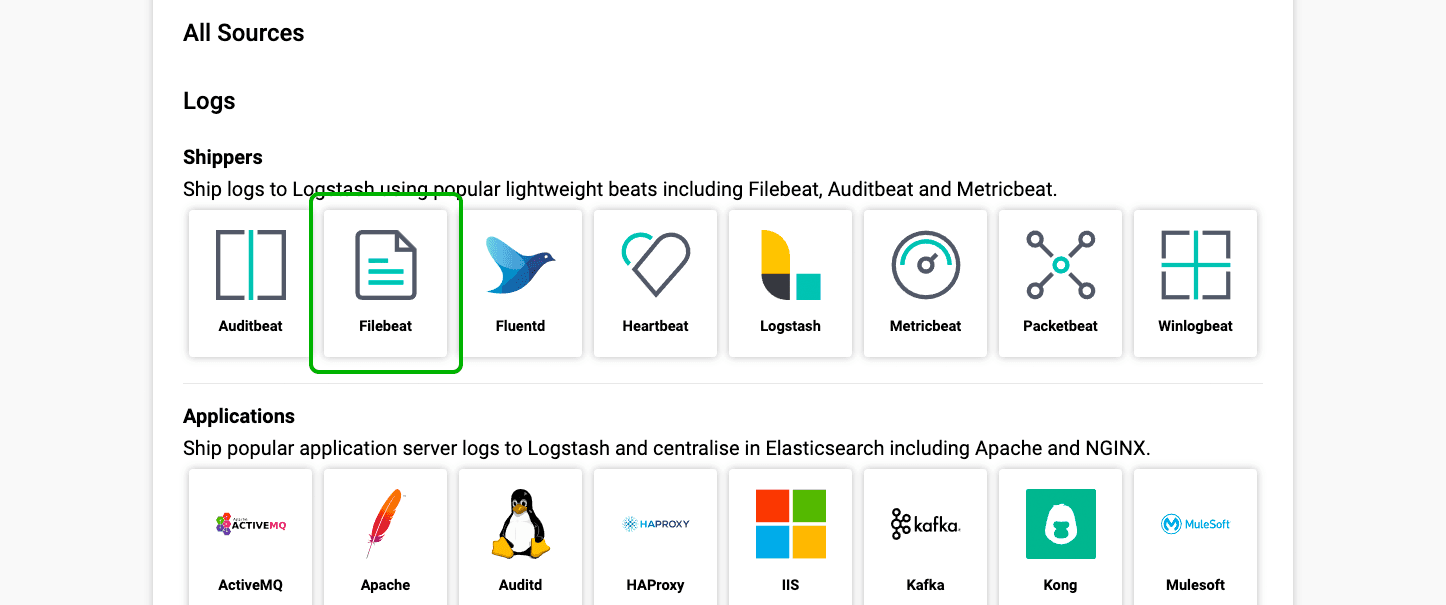 All Sources
Logs
Shippers
Ship logs to Logstash using popular lightweight beats including Filebeat, Auditbeat and Metricbeat.
Auditbeat Filebeat Fluentd Heartbeat Logstash Metricbeat Packetbeat Winlogbeat
Applications
Ship popular application server logs to Logstash and centralise in Elasticsearch including Apache and NGINX.
ACTIVEMQ HAPROXY kafka. MuleSoft
ActiveMQ Apache Auditd HAProxy IIS Kafka Kong Mulesoft